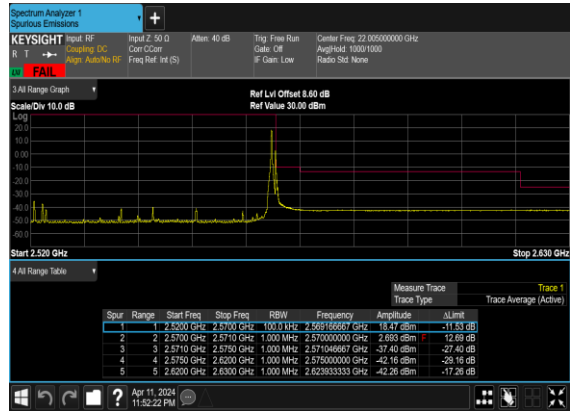 Spectrum Analyzer 1
Spurious Emissions
KEYSIGHT Input: RF Input Z: 50 Ω Atten: 40 dB Trig: Free Run Center Freq: 22.005000000 GHz
R T Coupling: DC Corr CCorr Gate: Off Avg|Hold: 1000/1000
Align: Auto/No RF Freq Ref: Int (S) IF Gain: Low Radio Std: None
FAIL
3 All Range Graph
Ref Lvl Offset 8.60 dB
Scale/Div 10.0 dB Ref Value 30.00 dBm
Log
20.0
10.0
0.00
-10.0
-20.0
-30.0
-40.0
-50.0
-60.0
Start 2.520 GHz Stop 2.630 GHz
4 All Range Table
Measure Trace Trace 1
Trace Type Trace Average (Active)
Spur Range Start Freq Stop Freq RBW Frequency Amplitude ΔLimit
1 1 2.5200 GHz 2.5700 GHz 100.0 kHz 2.569166667 GHz 18.47 dBm -11.53 dB
2 2 2.5700 GHz 2.5710 GHz 1.000 MHz 2.570000000 GHz 2.693 dBm F 12.69 dB
3 3 2.5710 GHz 2.5750 GHz 1.000 MHz 2.571046667 GHz -37.40 dBm -27.40 dB
4 4 2.5750 GHz 2.6200 GHz 1.000 MHz 2.575000000 GHz -42.16 dBm -29.16 dB
5 5 2.6200 GHz 2.6300 GHz 1.000 MHz 2.623933333 GHz -42.26 dBm -17.26 dB
Apr 11, 2024
11:52:22 PM